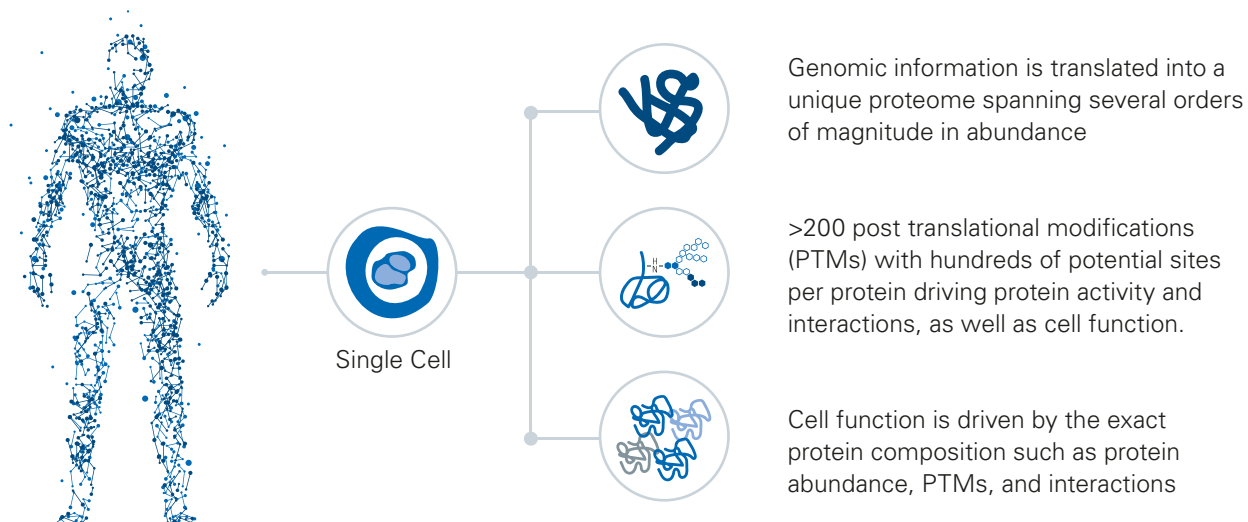 Genomic information is translated into a
unique proteome spanning several orders
of magnitude in abundance
>200 post translational modifications
(PTMs) with hundreds of potential sites
per protein driving protein activity and
interactions, as well as cell function.
H
N
Single Cell
Cell function is driven by the exact
protein composition such as protein
abundance, PTMs, and interactions